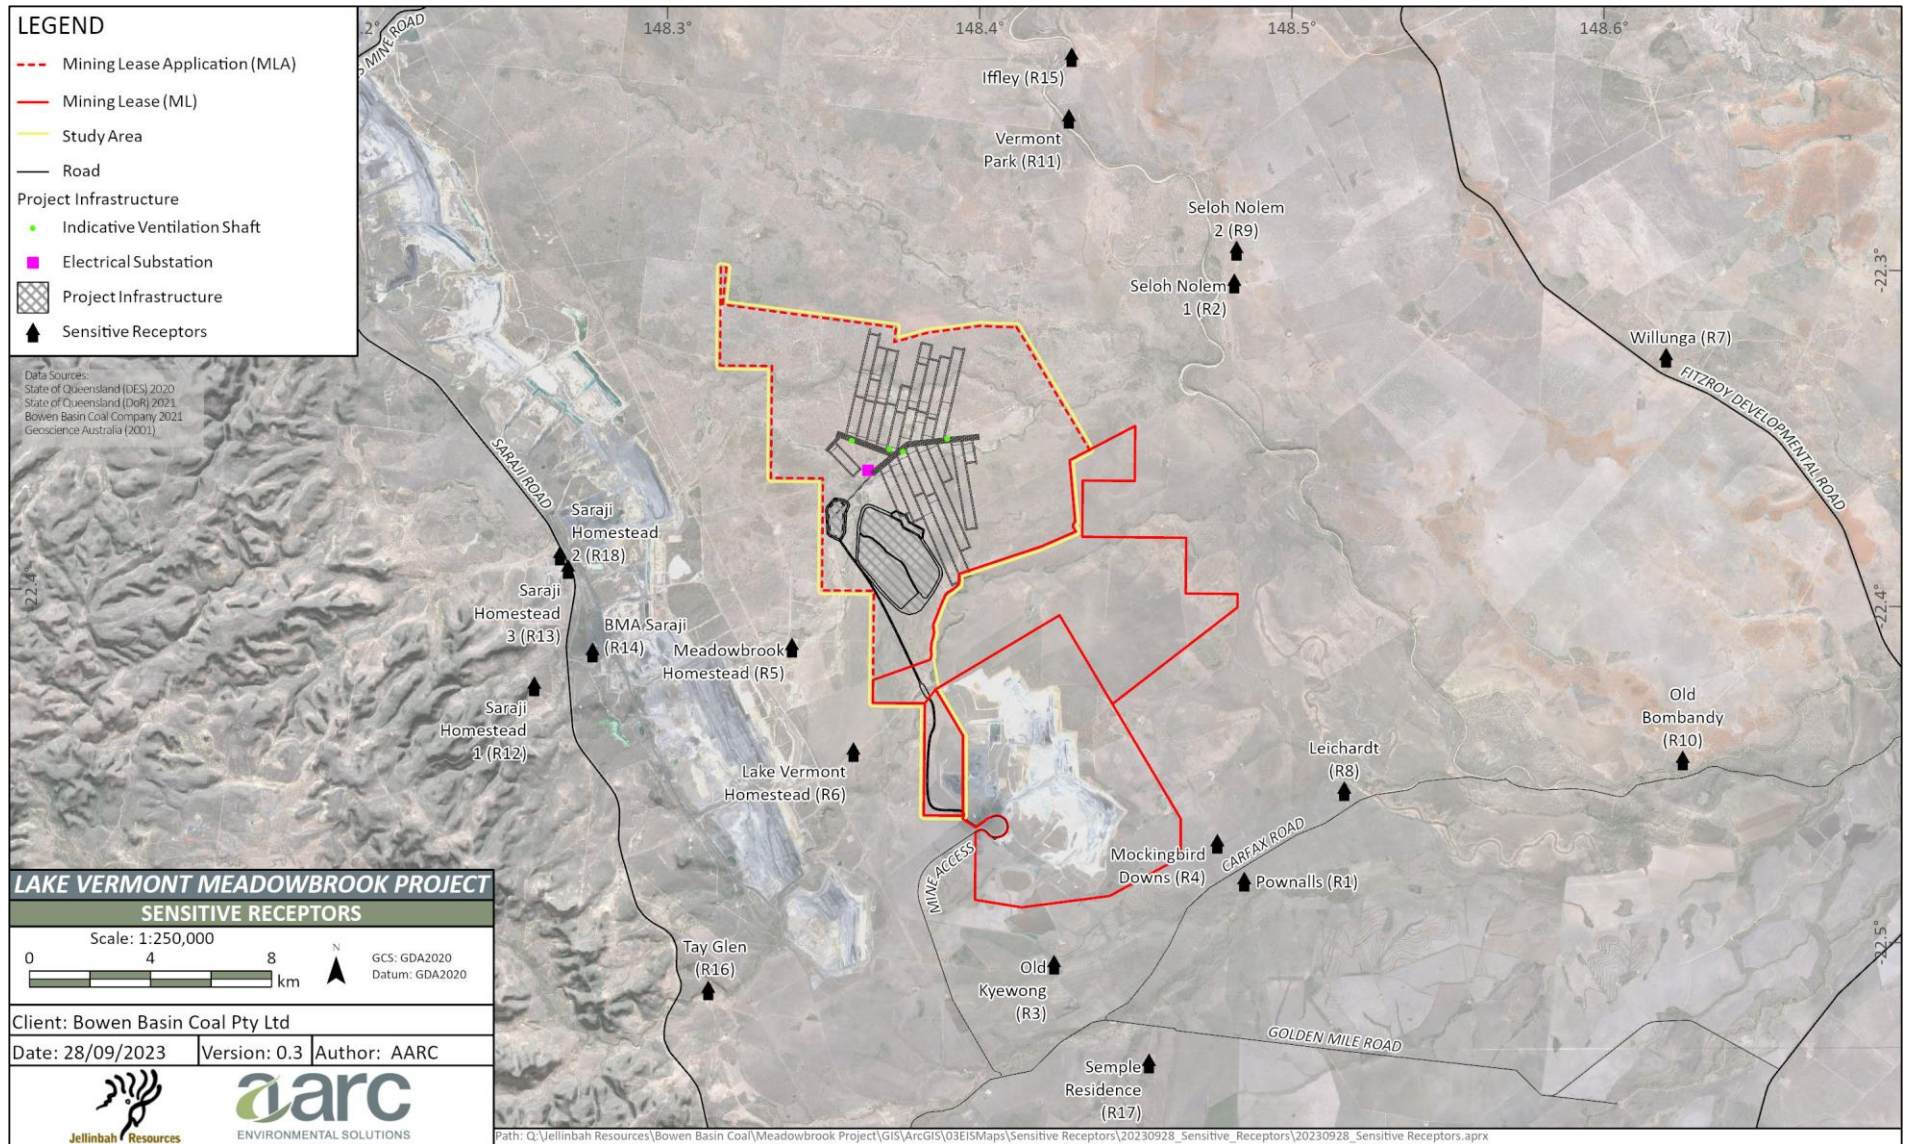 LEGEND
Mining Lease Application (MLA)
Mining Lease (ML)
Study Area
Road
Project Infrastructure
Indicative Ventilation Shaft
Electrical Substation
Project Infrastructure
Sensitive Receptors
Data Sources:
State of Queensland (DES) 2020
State of Queensland (DoR) 2021
Bowen Basin Coal Company 2021
Geoscience Australia (2001)
.2°
148.3°
148.4°
148.5°
148.6°
S MINE ROAD
Iffley (R15)
Vermont
Park (R11)
Seloh Nolem
2 (R9)
Seloh Nolem
1 (R2)
-22.3°
Willunga (R7)
FITZROY DEVELOPMENTAL ROAD
SARAJI ROAD
Saraji
Homestead
2 (R18)
-22.4°
-22.4°
Saraji
Homestead
3 (R13)
BMA Saraji
(R14)
Meadowbrook
Homestead (R5)
Saraji
Homestead
1 (R12)
Lake Vermont
Homestead (R6)
Old
Bombandy
(R10)
Leichardt
(R8)
Mockingbird
Downs (R4)
CARFAX ROAD
Pownalls (R1)
MINE ACCESS
-22.5°
Tay Glen
(R16)
Old
Kyewong
(R3)
GOLDEN MILE ROAD
Semple
Residence
(R17)
LAKE VERMONT MEADOWBROOK PROJECT
SENSITIVE RECEPTORS
Scale: 1:250,000
0 4 8
km
N
GCS: GDA2020
Datum: GDA2020
Client: Bowen Basin Coal Pty Ltd
Date: 28/09/2023 Version: 0.3 Author: AARC
Jellinbah Resources
aarc
ENVIRONMENTAL SOLUTIONS
Path: Q:\Jellinbah Resources\Bowen Basin Coal\Meadowbrook Project\GIS\ArcGIS\03EISMaps\Sensitive Receptors\20230928_Sensitive_Receptors\20230928_Sensitive Receptors.aprx